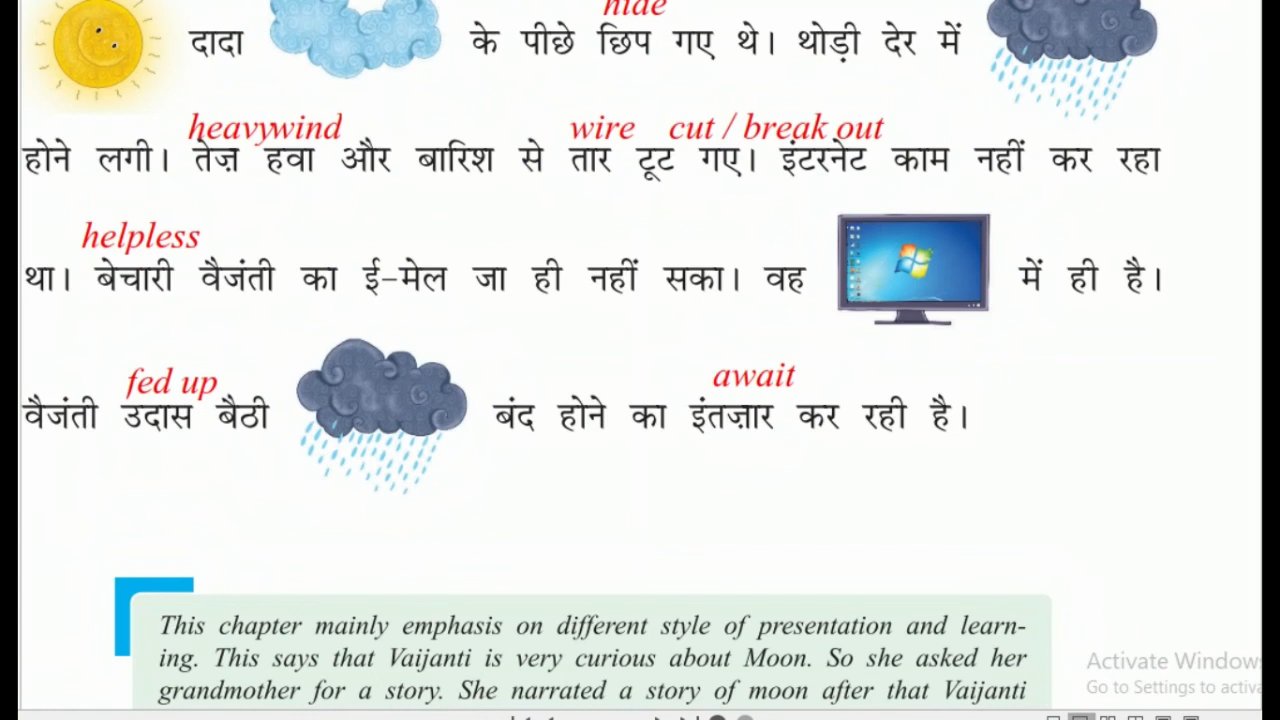 hide
दादा के पीछे छिप गए थे। थोड़ी देर में
heavywind wire cut / break out
होने लगी। तेज़ हवा और बारिश से तार टूट गए। इंटरनेट काम नहीं कर रहा
helpless
था। बेचारी वैजंती का ई-मेल जा ही नहीं सका। वह में ही है।
fed up await
वैजंती उदास बैठी बंद होने का इंतज़ार कर रही है।
This chapter mainly emphasis on different style of presentation and learn-
ing. This says that Vaijanti is very curious about Moon. So she asked her
grandmother for a story. She narrated a story of moon after that Vaijanti
Activate Windows
Go to Settings to activa